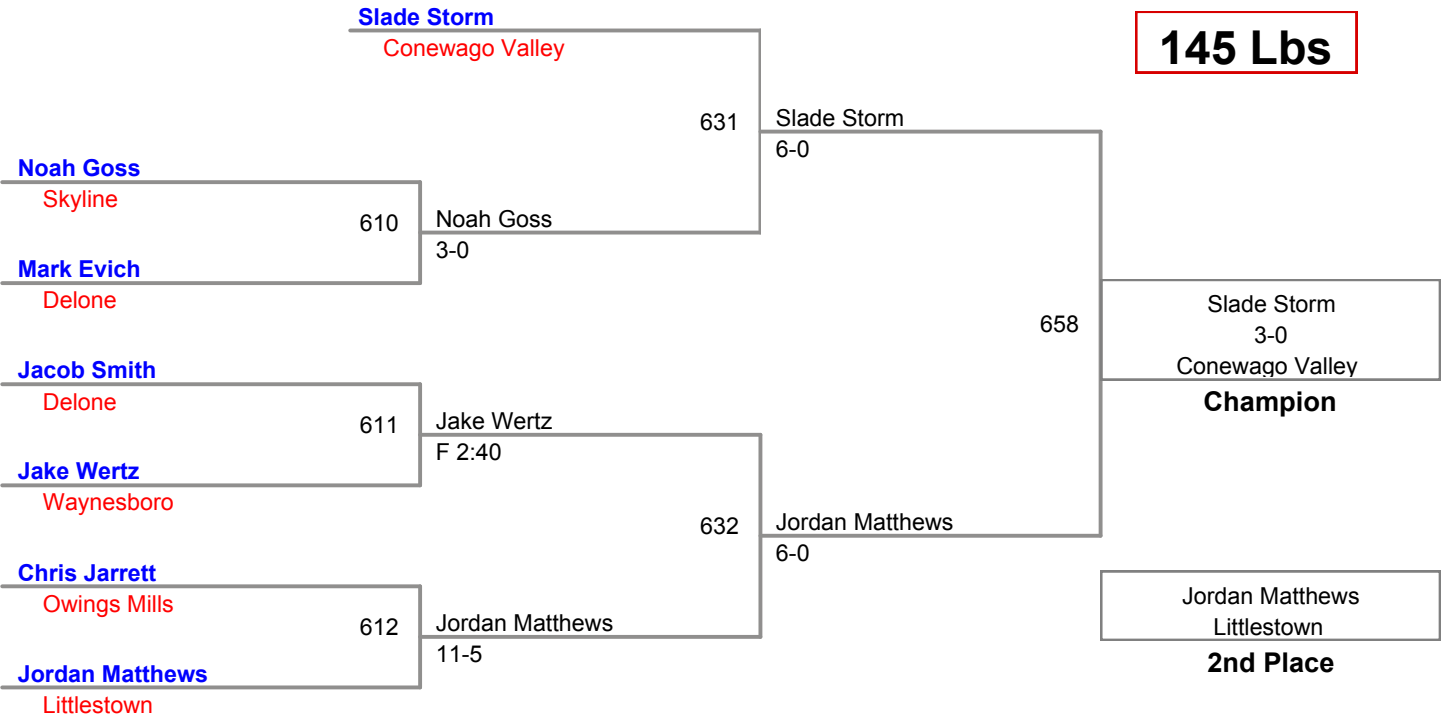 Slade Storm
Conewago Valley
145 Lbs
631
Slade Storm
6-0
Noah Goss
Skyline
610
Noah Goss
3-0
Mark Evich
Delone
658
Slade Storm
3-0
Conewago Valley
Champion
Jacob Smith
Delone
611
Jake Wertz
F 2:40
Jake Wertz
Waynesboro
632
Jordan Matthews
6-0
Chris Jarrett
Owings Mills
612
Jordan Matthews
11-5
Jordan Matthews
Littlestown
Jordan Matthews
Littlestown
2nd Place